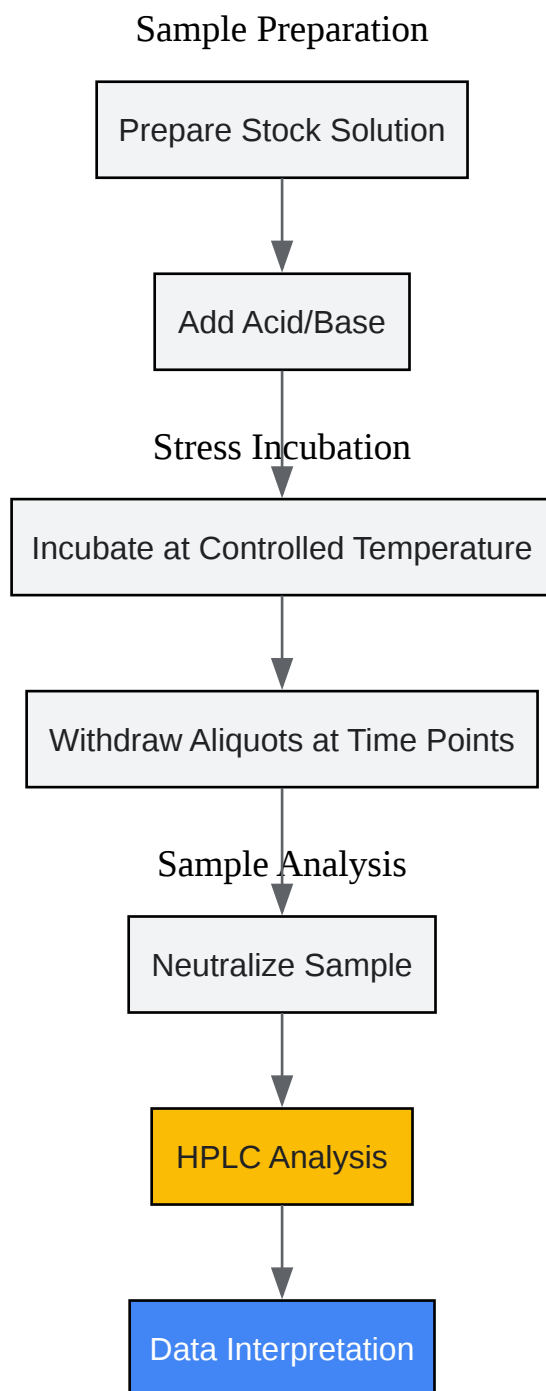 Sample Preparation
Prepare Stock Solution
Add Acid/Base
Stress Incubation
Incubate at Controlled Temperature
Withdraw Aliquots at Time Points
Sample Analysis
Neutralize Sample
HPLC Analysis
Data Interpretation